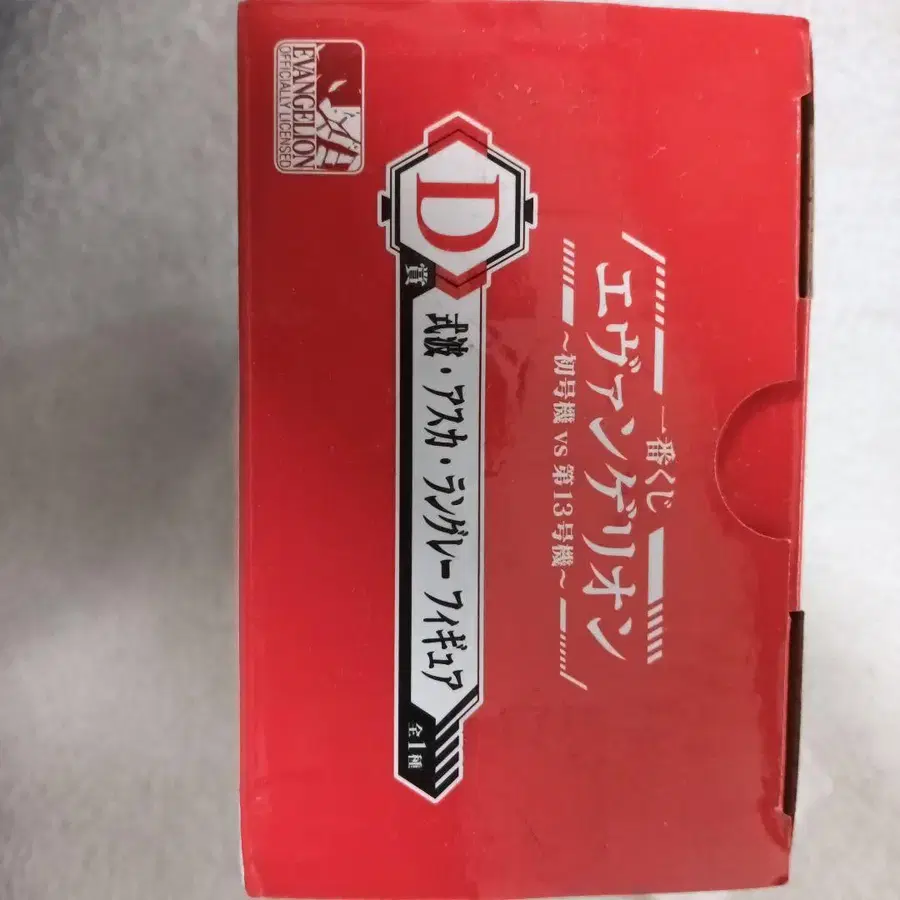 一番くじ
エヴァンゲリオン
~初号機 vs 第13号機~
D
賞
式波・アスカ・ラングレー フィギュア
全1種
EVANGELION
OFFICIALLY LICENSED